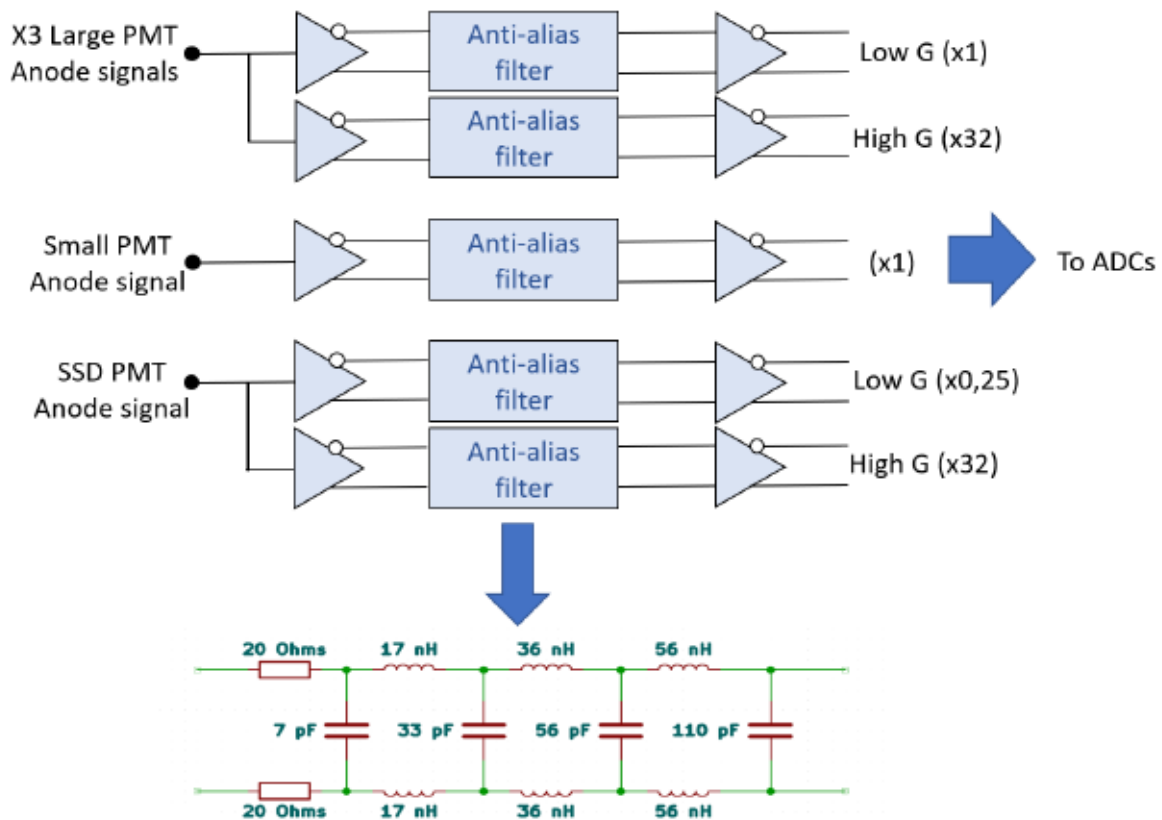 X3 Large PMT
Anode signals
Anti-alias
filter
Low G (x1)
Anti-alias
filter
High G (x32)
Small PMT
Anode signal
Anti-alias
filter
(x1)
To ADCs
SSD PMT
Anode signal
Anti-alias
filter
Low G (x0,25)
Anti-alias
filter
High G (x32)
20 Ohms
17 nH
36 nH
56 nH
7 pF
33 pF
56 pF
110 pF
20 Ohms
17 nH
36 nH
56 nH